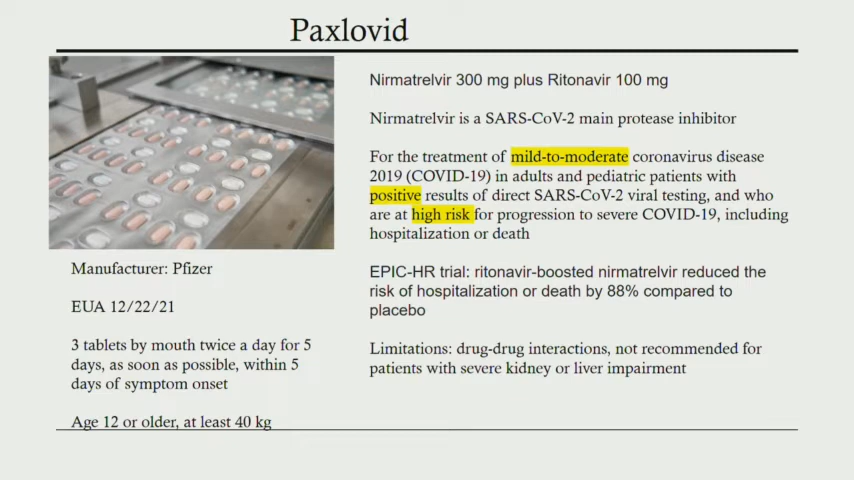 Paxlovid
Nirmatrelvir 300 mg plus Ritonavir 100 mg
Nirmatrelvir is a SARS-CoV-2 main protease inhibitor
For the treatment of mild-to-moderate coronavirus disease
2019 (COVID-19) in adults and pediatric patients with
positive results of direct SARS-CoV-2 viral testing, and who
are at high risk for progression to severe COVID-19, including
hospitalization or death
EPIC-HR trial: ritonavir-boosted nirmatrelvir reduced the
risk of hospitalization or death by 88% compared to
placebo
Limitations: drug-drug interactions, not recommended for
patients with severe kidney or liver impairment
Manufacturer: Pfizer
EUA 12/22/21
3 tablets by mouth twice a day for 5
days, as soon as possible, within 5
days of symptom onset
Age 12 or older, at least 40 kg